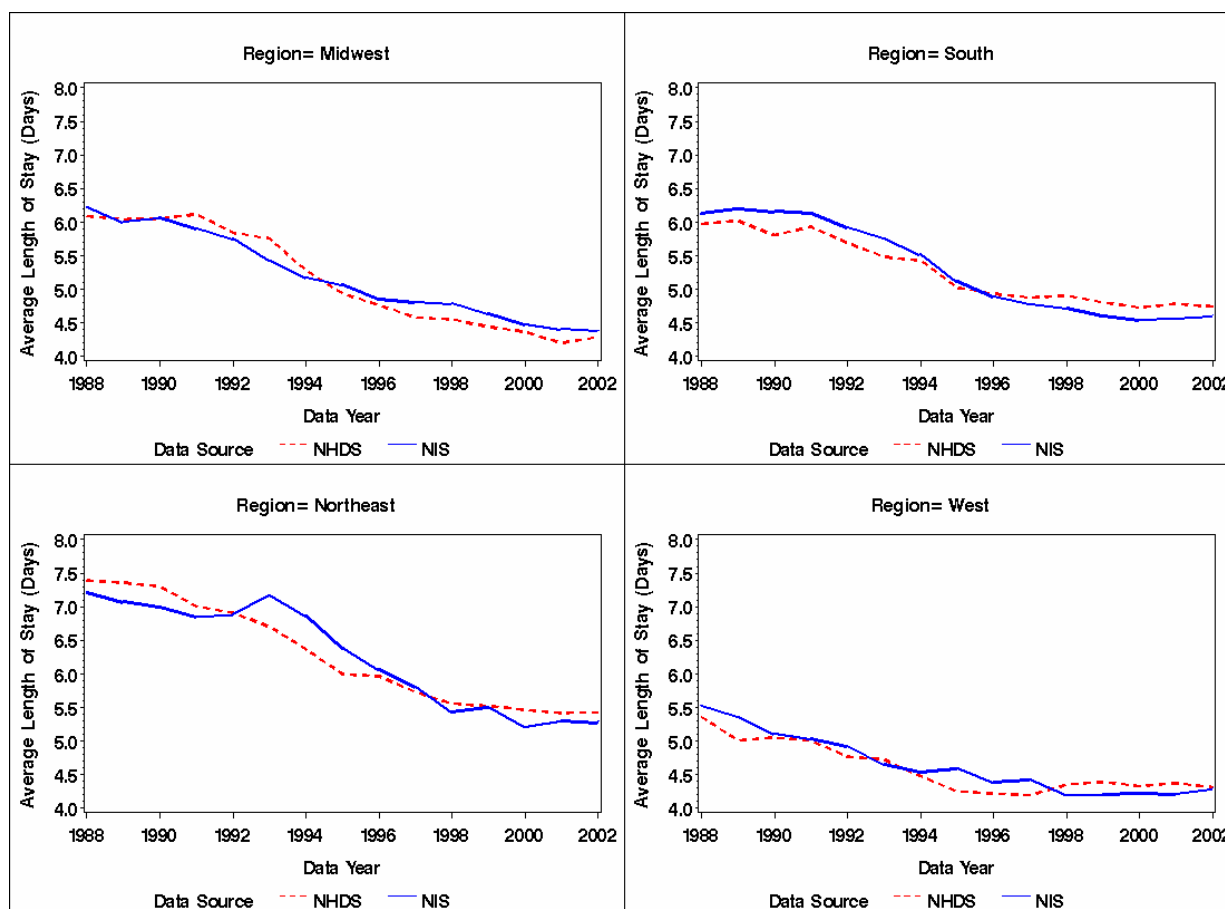 Region= Midwest
Average Length of Stay (Days)
8.0
7.5
7.0
6.5
6.0
5.5
5.0
4.5
4.0
1988 1990 1992 1994 1996 1998 2000 2002
Data Year
Data Source NHDS NIS
Region= South
Average Length of Stay (Days)
8.0
7.5
7.0
6.5
6.0
5.5
5.0
4.5
4.0
1988 1990 1992 1994 1996 1998 2000 2002
Data Year
Data Source NHDS NIS
Region= Northeast
Average Length of Stay (Days)
8.0
7.5
7.0
6.5
6.0
5.5
5.0
4.5
4.0
1988 1990 1992 1994 1996 1998 2000 2002
Data Year
Data Source NHDS NIS
Region= West
Average Length of Stay (Days)
8.0
7.5
7.0
6.5
6.0
5.5
5.0
4.5
4.0
1988 1990 1992 1994 1996 1998 2000 2002
Data Year
Data Source NHDS NIS